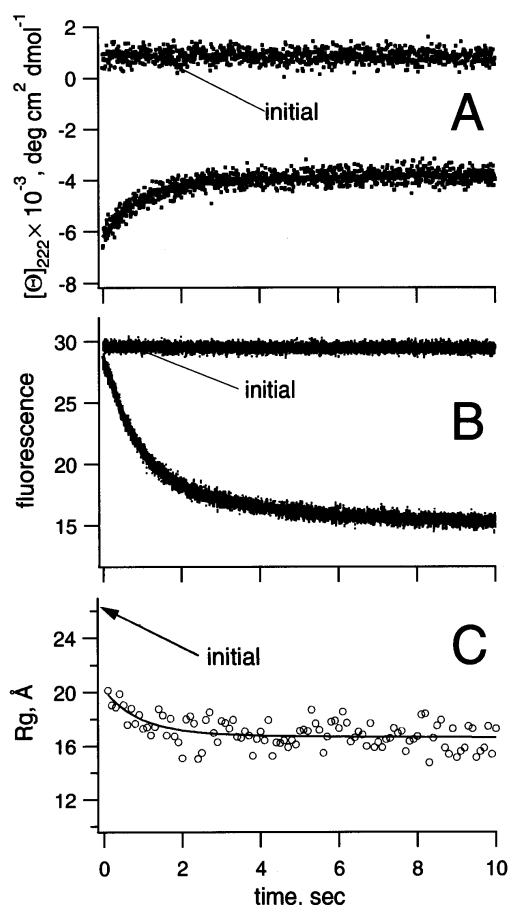 2
0
-2
-4
-6
-8
[Θ]222 × 10⁻³, deg cm² dmol⁻¹
initial
A
30
25
20
15
fluorescence
initial
B
24
20
16
12
Rg, Å
initial
C
0 2 4 6 8 10
time, sec